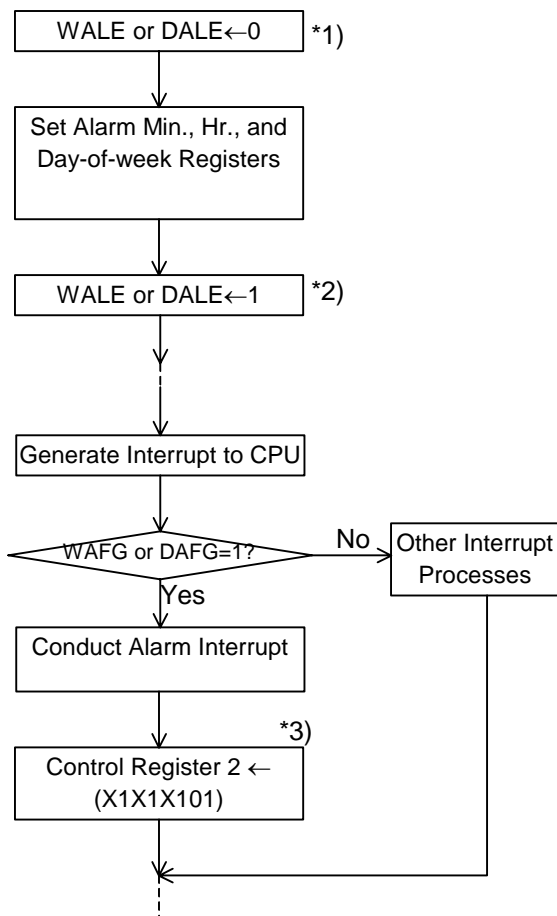 WALE or DALE←0
*1)
Set Alarm Min., Hr., and
Day-of-week Registers
WALE or DALE←1
*2)
Generate Interrupt to CPU
WAFG or DAFG=1?
No
Other Interrupt
Processes
Yes
Conduct Alarm Interrupt
*3)
Control Register 2 ←
(X1X1X101)